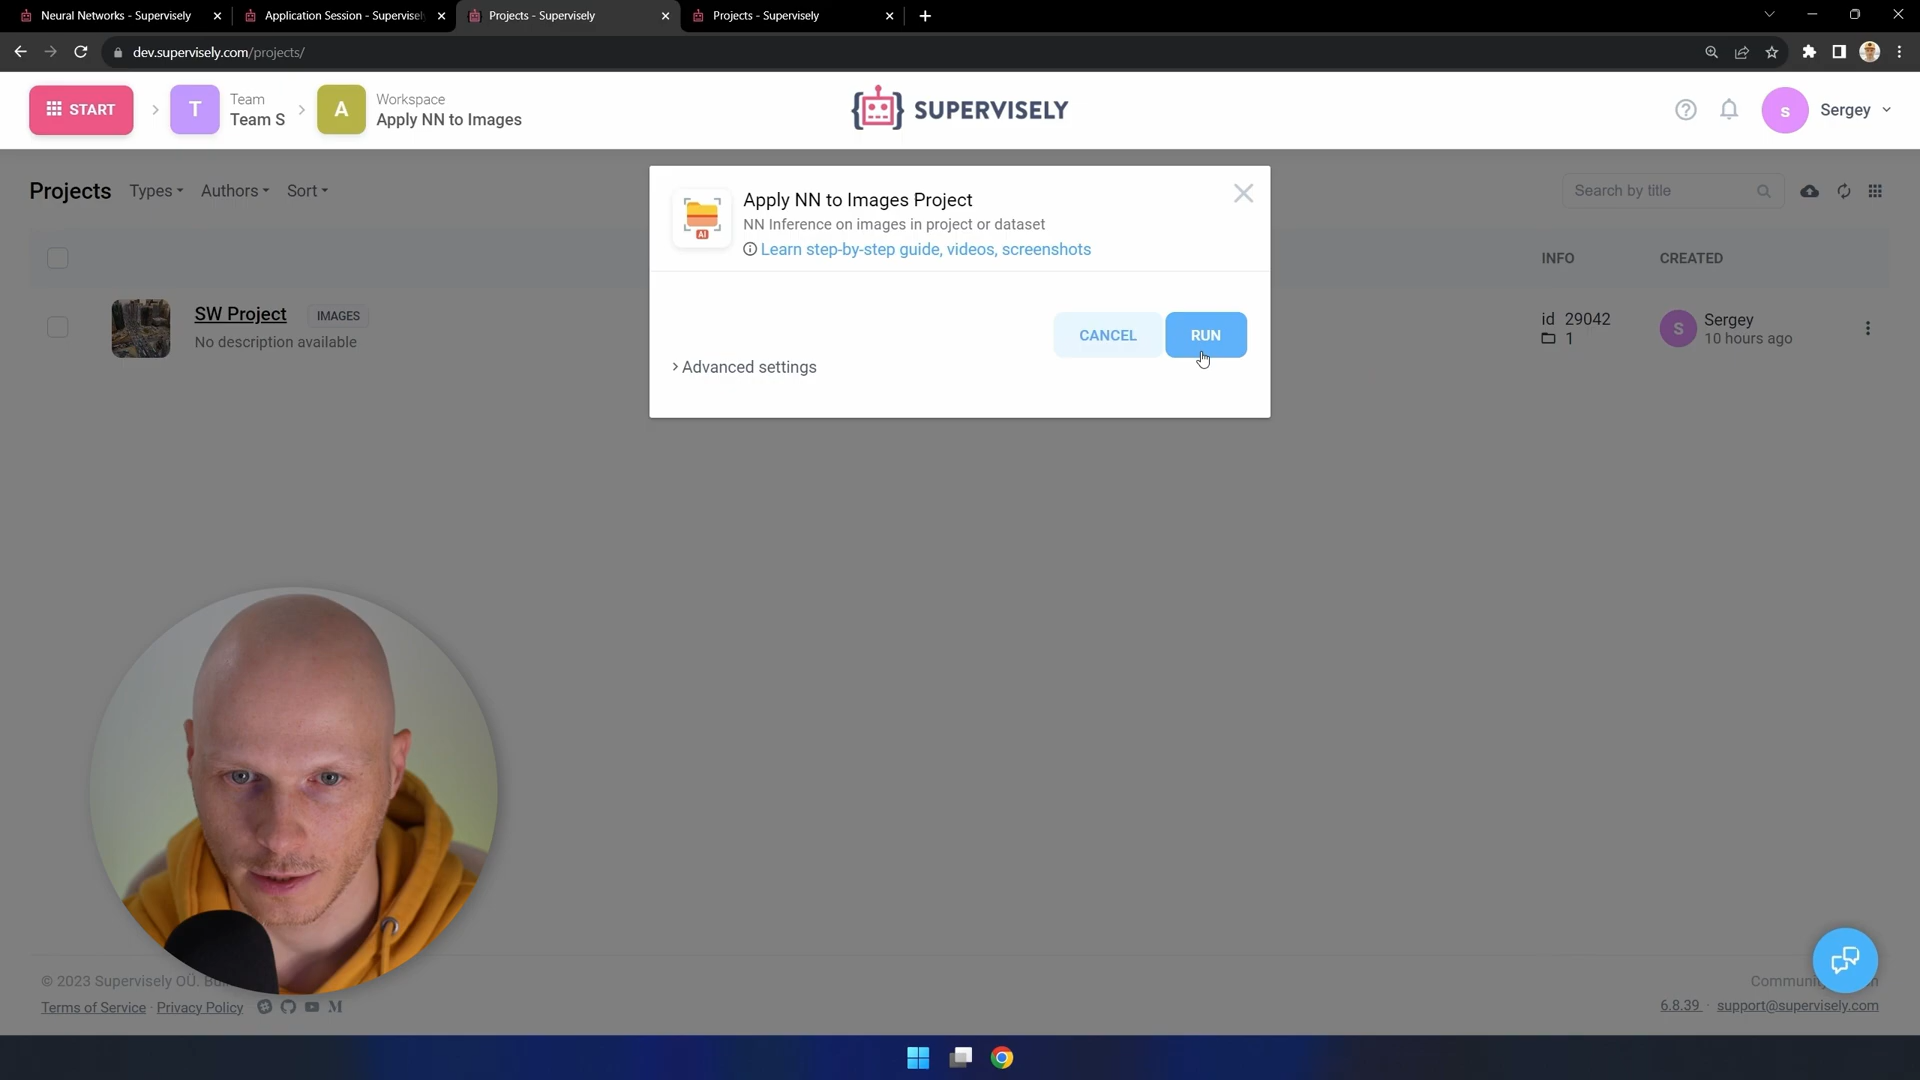 Neural Networks - Supervisely
Application Session - Supervisel
Projects - Supervisely
Projects - Supervisely
dev.supervisely.com/projects/
START
T
Team
Team S
A
Workspace
Apply NN to Images
SUPERVISELY
s
Sergey
Projects
Types
Authors
Sort
Search by title
Apply NN to Images Project
NN Inference on images in project or dataset
Learn step-by-step guide, videos, screenshots
AI
CANCEL
RUN
Advanced settings
INFO
CREATED
SW Project
IMAGES
No description available
id 29042
1
S
Sergey
10 hours ago
© 2023 Supervisely OÜ.
Terms of Service · Privacy Policy
6.8.39 · support@supervisely.com